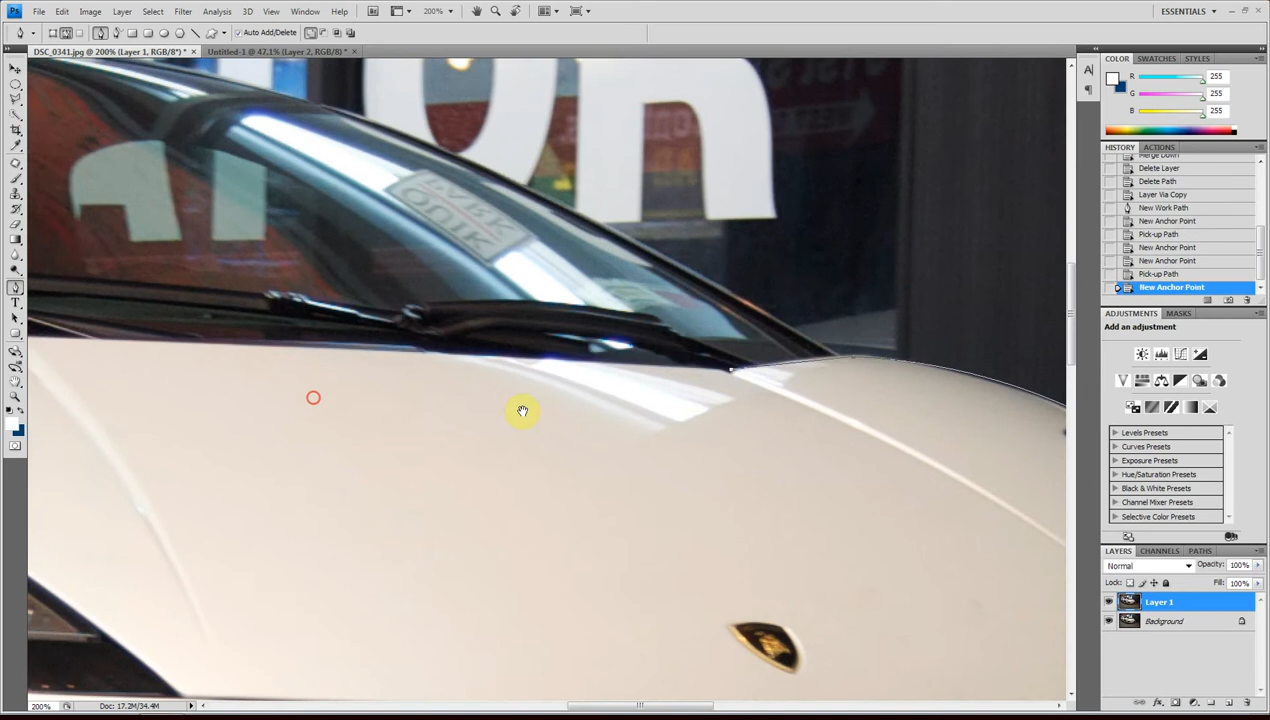 Ps File Edit Image Layer Select Filter Analysis 3D View Window Help 200% ESSENTIALS
Auto Add/Delete
DSC_0341.jpg @ 200% (Layer 1, RGB/8*) * × Untitled-1 @ 47.1% (Layer 2, RGB/8) * ×
COLOR SWATCHES STYLES
R 255
G 255
B 255
HISTORY ACTIONS
Merge Down
Delete Layer
Delete Path
Layer Via Copy
New Work Path
New Anchor Point
Pick-up Path
New Anchor Point
New Anchor Point
Pick-up Path
New Anchor Point
ADJUSTMENTS MASKS
Add an adjustment
Levels Presets
Curves Presets
Exposure Presets
Hue/Saturation Presets
Black & White Presets
Channel Mixer Presets
Selective Color Presets
LAYERS CHANNELS PATHS
Normal Opacity: 100%
Lock: Fill: 100%
Layer 1
Background
200% Doc: 17.2M/34.4M